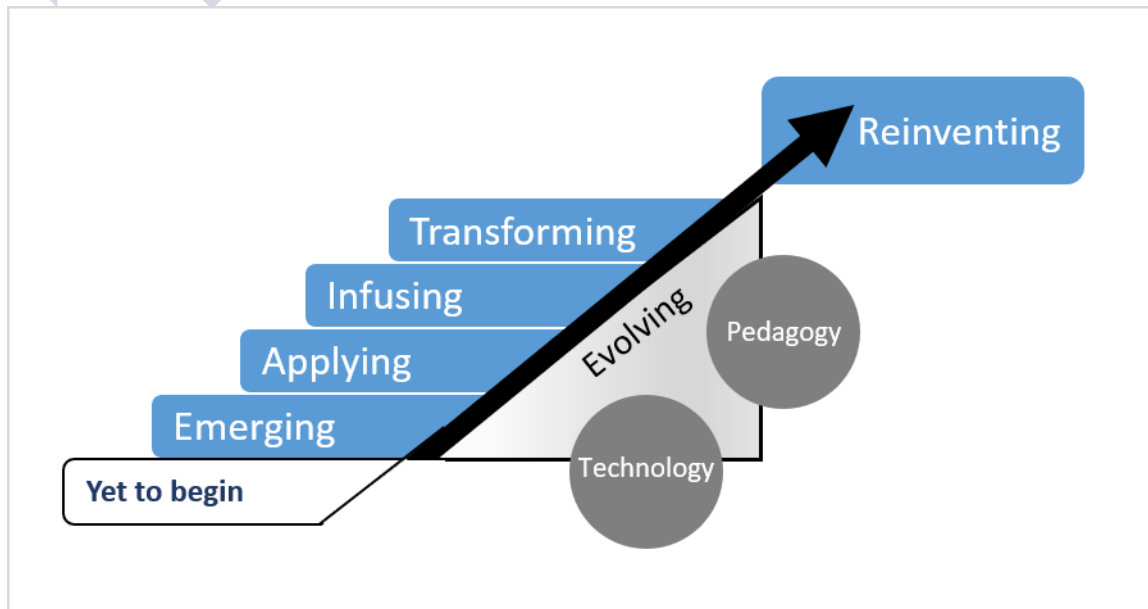 Reinventing
Transforming
Infusing
Evolving
Pedagogy
Applying
Emerging
Technology
Yet to begin